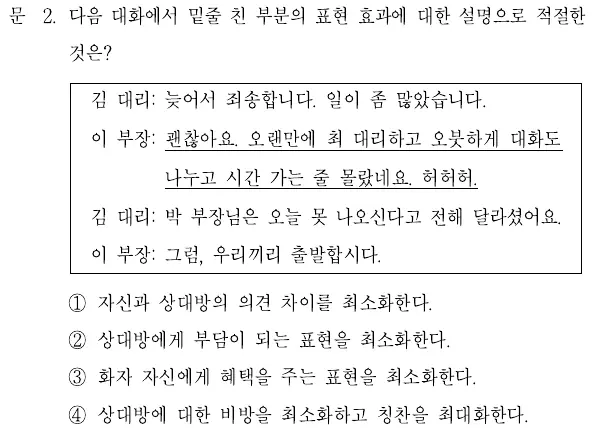 문 2. 다음 대화에서 밑줄 친 부분의 표현 효과에 대한 설명으로 적절한
것은?
김 대리: 늦어서 죄송합니다. 일이 좀 많았습니다.
이 부장: 괜찮아요. 오랜만에 최 대리하고 오붓하게 대화도
나누고 시간 가는 줄 몰랐네요. 허허허.
김 대리: 박 부장님은 오늘 못 나오신다고 전해 달라셨어요.
이 부장: 그럼, 우리끼리 출발합시다.
① 자신과 상대방의 의견 차이를 최소화한다.
② 상대방에게 부담이 되는 표현을 최소화한다.
③ 화자 자신에게 혜택을 주는 표현을 최소화한다.
④ 상대방에 대한 비방을 최소화하고 칭찬을 최대화한다.